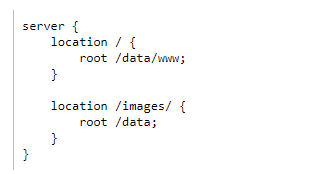 server {
    location / {
        root /data/www;
    }

    location /images/ {
        root /data;
    }
}